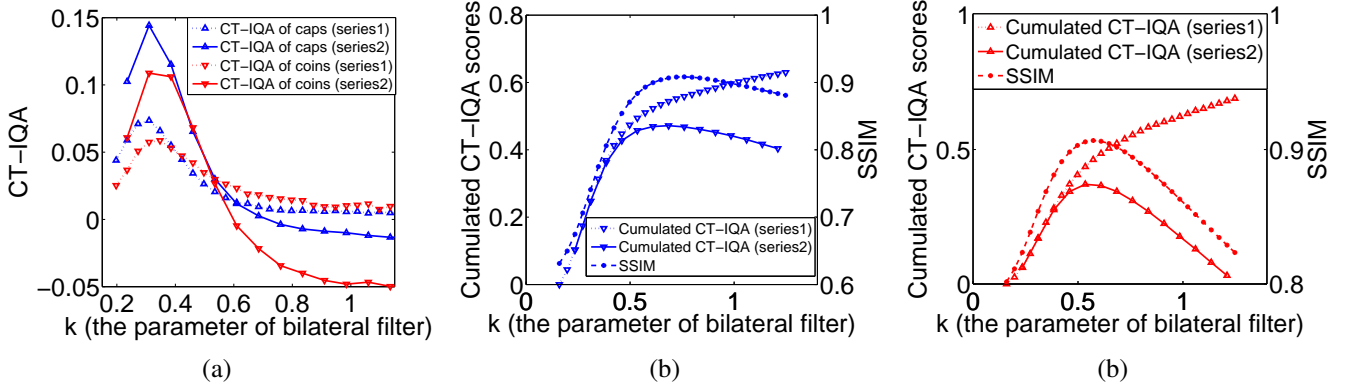 0.15
0.1
0.05
0
−0.05
CT−IQA
0.2
0.4
0.6
0.8
1
k (the parameter of bilateral filter)
CT−IQA of caps (series1)
CT−IQA of caps (series2)
CT−IQA of coins (series1)
CT−IQA of coins (series2)
(a)
0.8
0.6
0.4
0.2
0
Cumulated CT−IQA scores
0
0.5
1
k (the parameter of bilateral filter)
1
0.9
0.8
0.7
0.6
SSIM
Cumulated CT−IQA (series1)
Cumulated CT−IQA (series2)
SSIM
(b)
1
0.5
0
Cumulated CT−IQA scores
0
0.5
1
k (the parameter of bilateral filter)
1
0.9
0.8
SSIM
Cumulated CT−IQA (series1)
Cumulated CT−IQA (series2)
SSIM
(b)